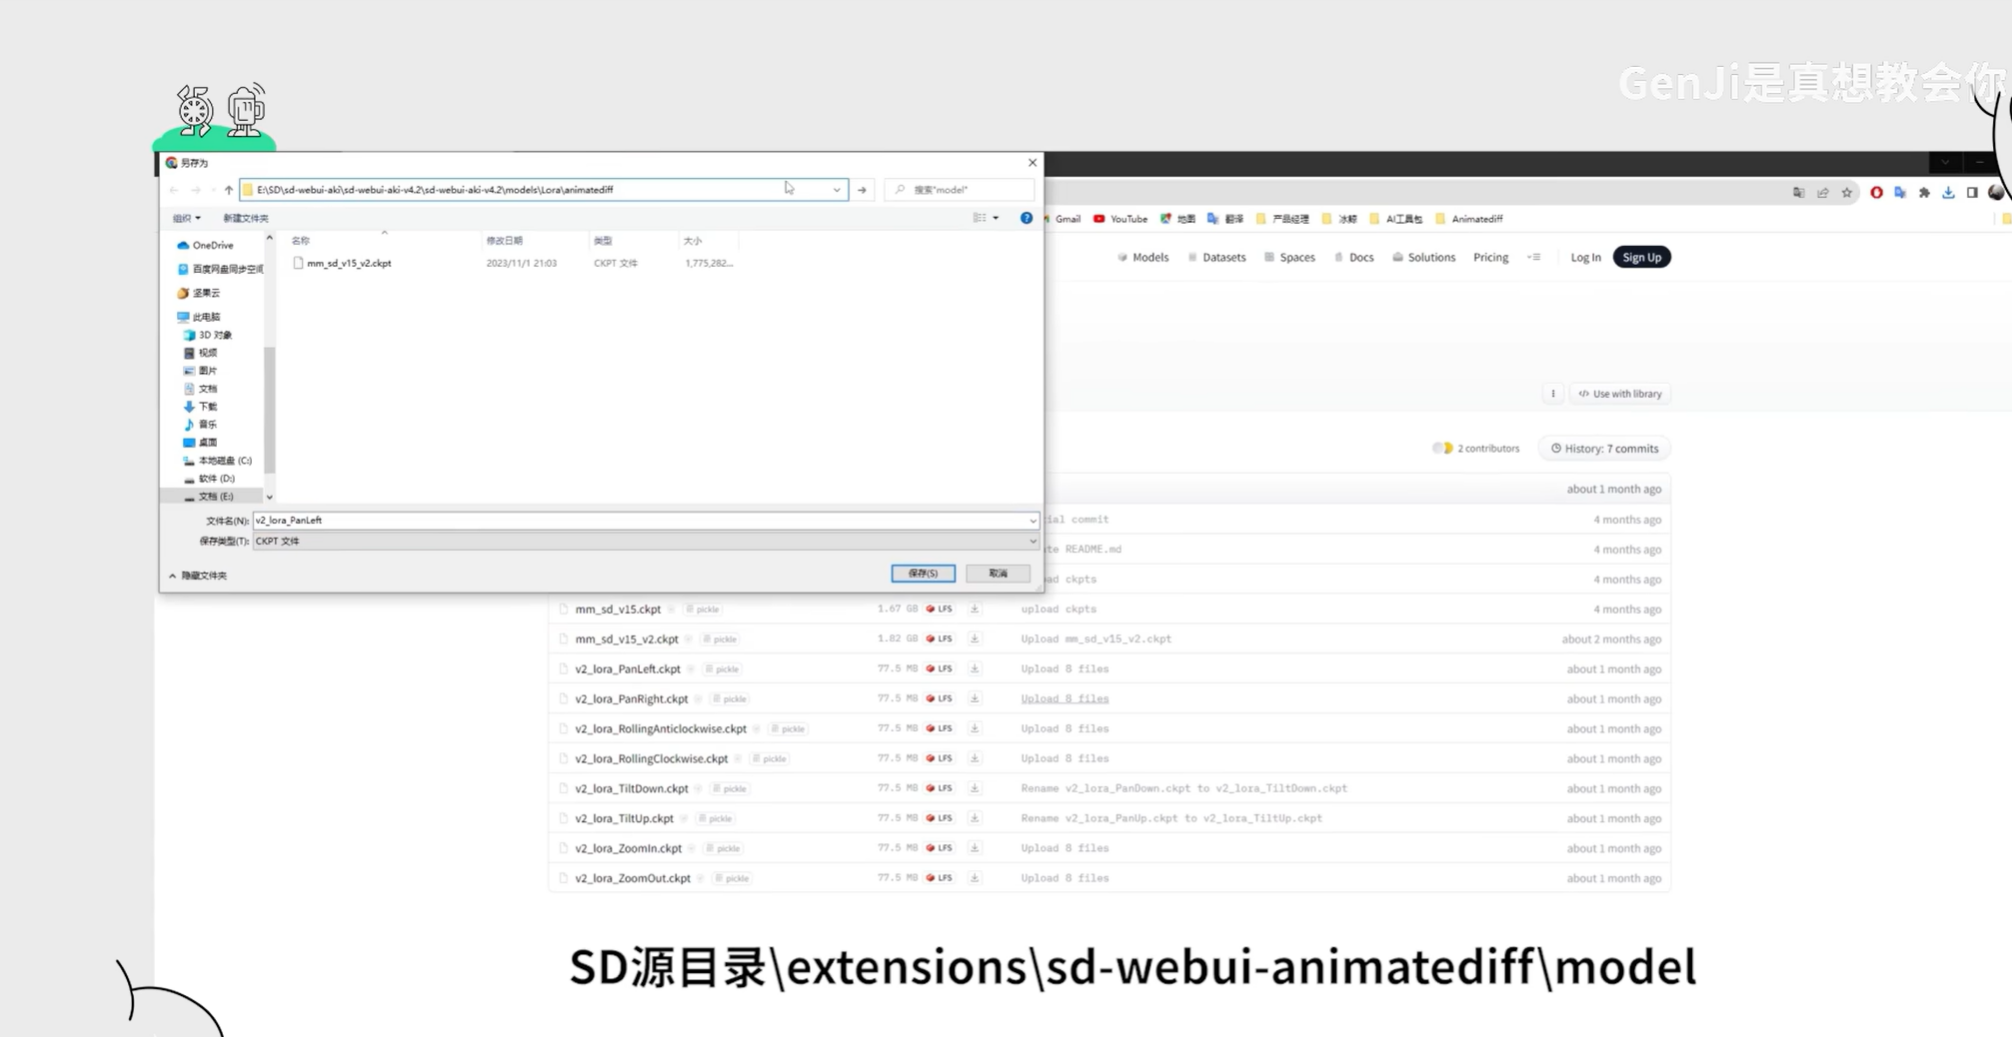 GenJi是真想教会你
另存为
E:\SD\sd-webui-aki\sd-webui-aki-v4.2\sd-webui-aki-v4.2\models\Lora\animatediff
搜索"model"
组织
新建文件夹
Gmail
YouTube
地图
翻译
产品经理
冰鲸
AI工具包
Animatediff
OneDrive
百度网盘同步空间
坚果云
此电脑
3D 对象
视频
图片
文档
下载
音乐
桌面
本地磁盘 (C:)
软件 (D:)
文档 (E:)
名称 修改日期 类型 大小
mm_sd_v15_v2.ckpt 2023/11/1 21:03 CKPT 文件 1,775,282...
文件名(N): v2_lora_PanLeft
保存类型(T): CKPT 文件
隐藏文件夹
保存(S)
取消
Models Datasets Spaces Docs Solutions Pricing Log In Sign Up
Use with library
2 contributors
History: 7 commits
about 1 month ago
ial commit 4 months ago
te README.md 4 months ago
ad ckpts 4 months ago
mm_sd_v15.ckpt pickle 1.67 GB LFS upload ckpts 4 months ago
mm_sd_v15_v2.ckpt pickle 1.82 GB LFS Upload mm_sd_v15_v2.ckpt about 2 months ago
v2_lora_PanLeft.ckpt pickle 77.5 MB LFS Upload 8 files about 1 month ago
v2_lora_PanRight.ckpt pickle 77.5 MB LFS Upload 8 files about 1 month ago
v2_lora_RollingAnticlockwise.ckpt pickle 77.5 MB LFS Upload 8 files about 1 month ago
v2_lora_RollingClockwise.ckpt pickle 77.5 MB LFS Upload 8 files about 1 month ago
v2_lora_TiltDown.ckpt pickle 77.5 MB LFS Rename v2_lora_PanDown.ckpt to v2_lora_TiltDown.ckpt about 1 month ago
v2_lora_TiltUp.ckpt pickle 77.5 MB LFS Rename v2_lora_PanUp.ckpt to v2_lora_TiltUp.ckpt about 1 month ago
v2_lora_ZoomIn.ckpt pickle 77.5 MB LFS Upload 8 files about 1 month ago
v2_lora_ZoomOut.ckpt pickle 77.5 MB LFS Upload 8 files about 1 month ago
SD源目录\extensions\sd-webui-animatediff\model